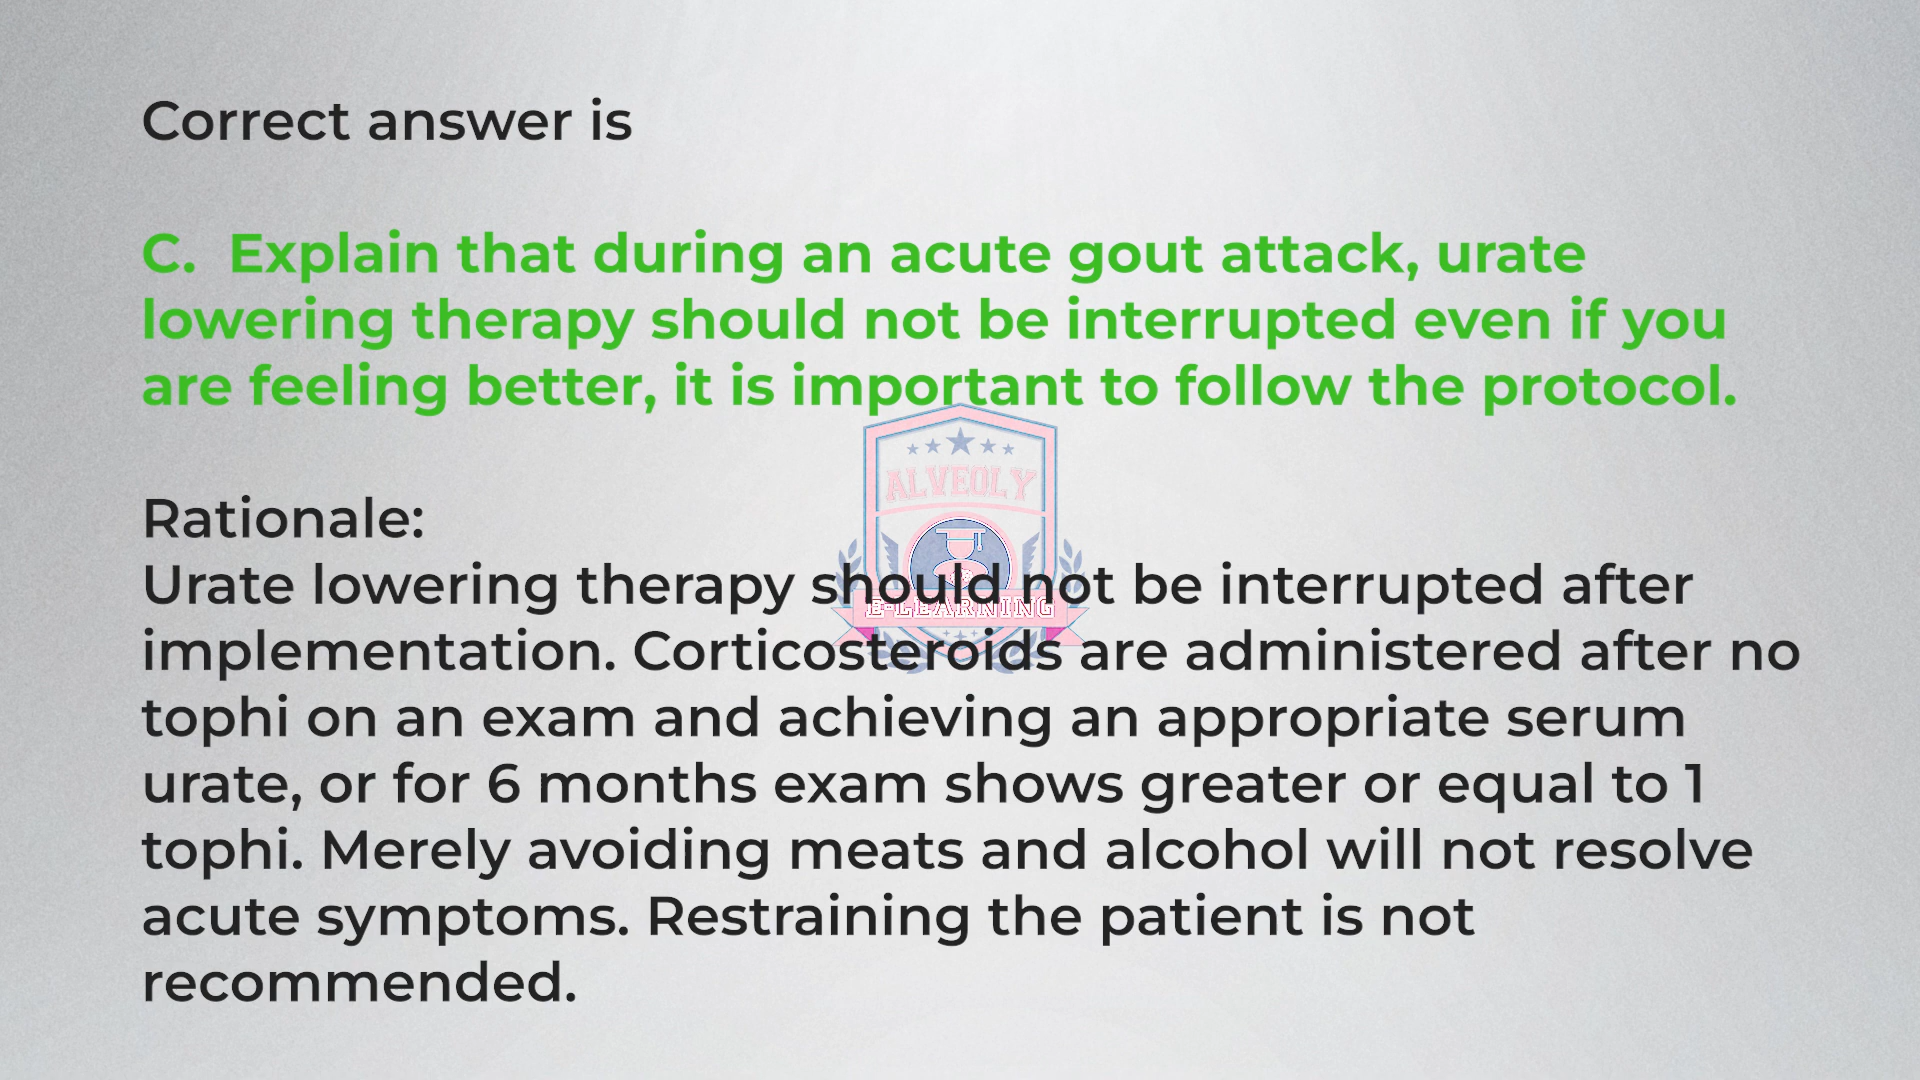 Correct answer is
C. Explain that during an acute gout attack, urate
lowering therapy should not be interrupted even if you
are feeling better, it is important to follow the protocol.
ALVEOLY
E-LEARNING
Rationale:
Urate lowering therapy should not be interrupted after
implementation. Corticosteroids are administered after no
tophi on an exam and achieving an appropriate serum
urate, or for 6 months exam shows greater or equal to 1
tophi. Merely avoiding meats and alcohol will not resolve
acute symptoms. Restraining the patient is not
recommended.